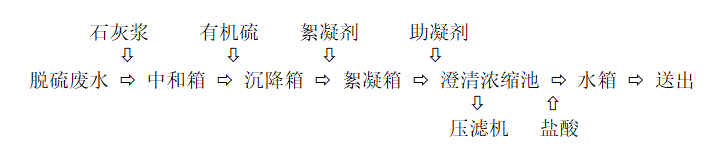 石灰浆 有机硫 絮凝剂 助凝剂
脱硫废水 ⇨ 中和箱 ⇨ 沉降箱 ⇨ 絮凝箱 ⇨ 澄清浓缩池 ⇨ 水箱 ⇨ 送出
压滤机 盐酸